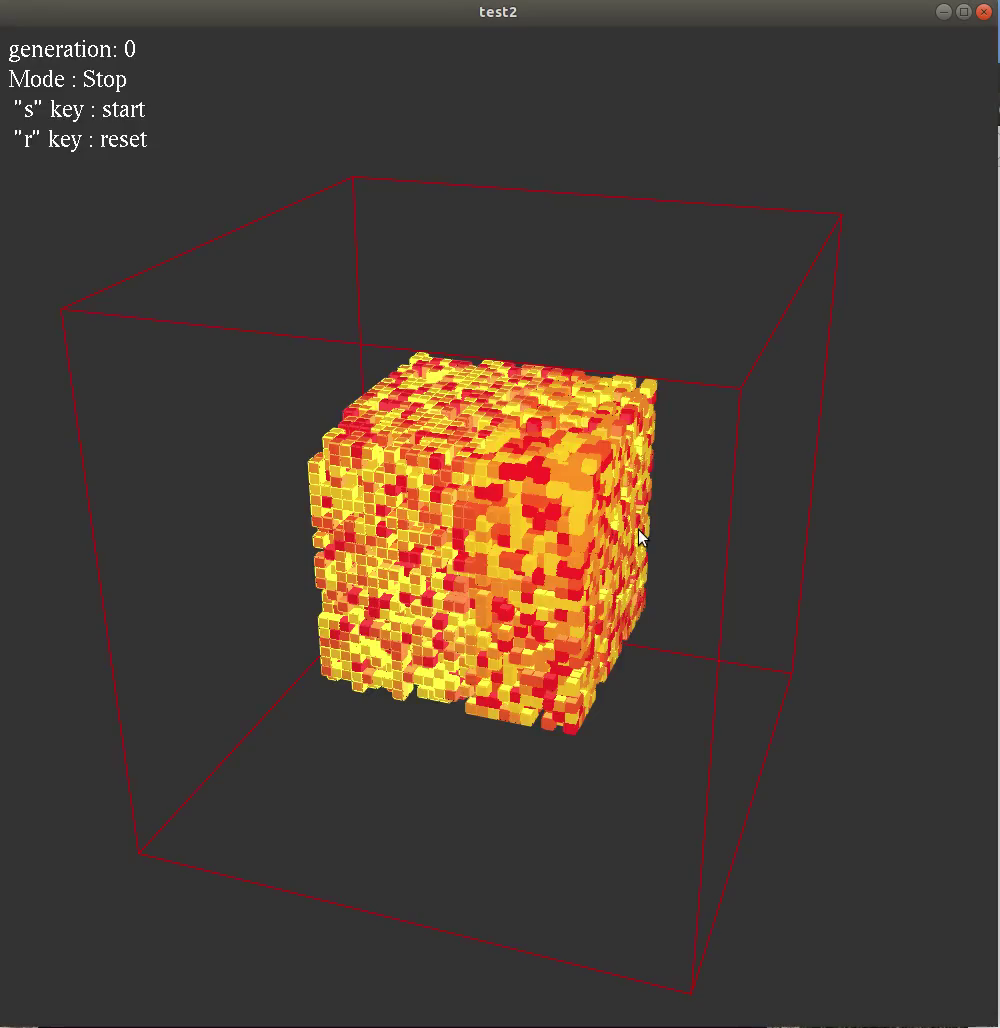 test2
generation: 0
Mode : Stop
"s" key : start
"r" key : reset